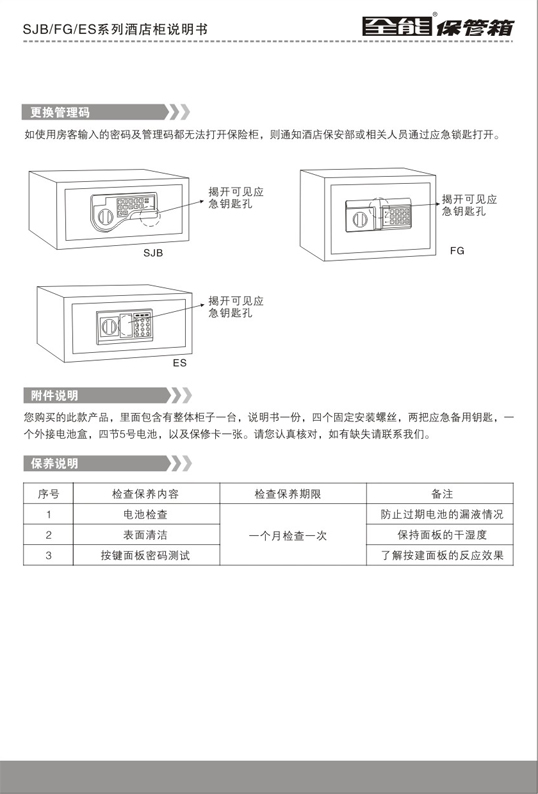 SJB/FG/ES系列酒店柜说明书
全能®保管箱
更换管理码
如使用房客输入的密码及管理码都无法打开保险柜，则通知酒店保安部或相关人员通过应急锁匙打开。
揭开可见应
急钥匙孔
SJB
揭开可见应
急钥匙孔
FG
揭开可见应
急钥匙孔
ES
附件说明
您购买的此款产品，里面包含有整体柜子一台，说明书一份，四个固定安装螺丝，两把应急备用钥匙，一
个外接电池盒，四节5号电池，以及保修卡一张。请您认真核对，如有缺失请联系我们。
保养说明
序号 检查保养内容 检查保养期限 备注
1 电池检查 防止过期电池的漏液情况
2 表面清洁 一个月检查一次 保持面板的干湿度
3 按键面板密码测试 了解按建面板的反应效果